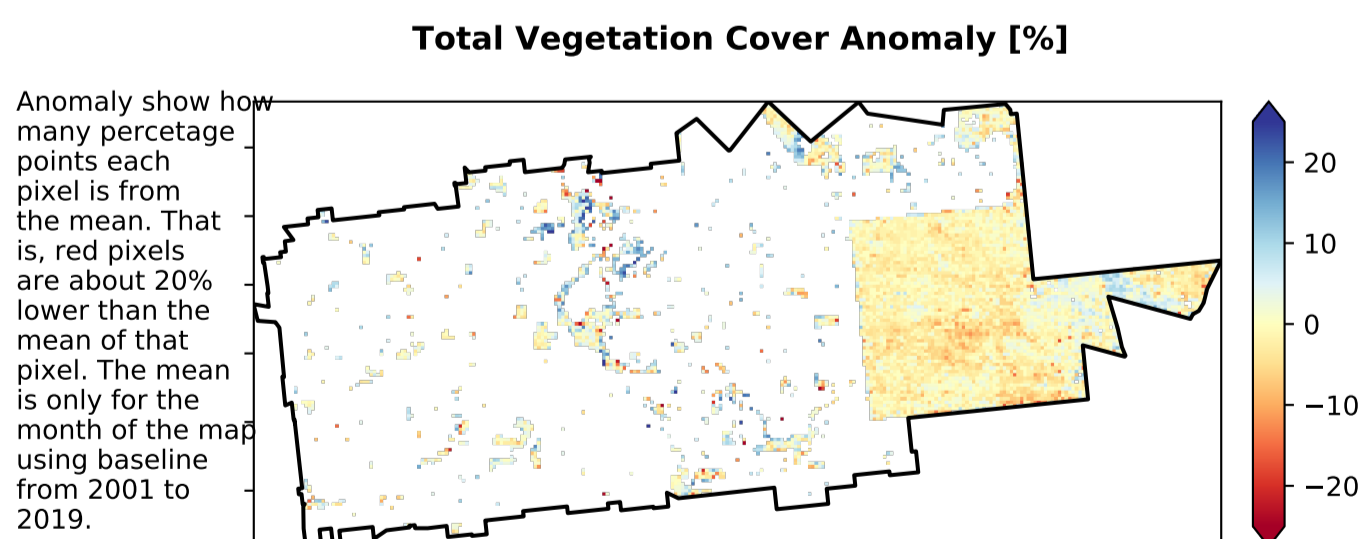 Total Vegetation Cover Anomaly [%]
Anomaly show how
many percetage
points each
pixel is from
the mean. That
is, red pixels
are about 20%
lower than the
mean of that
pixel. The mean
is only for the
month of the map
using baseline
from 2001 to
2019.
20
10
0
−10
−20